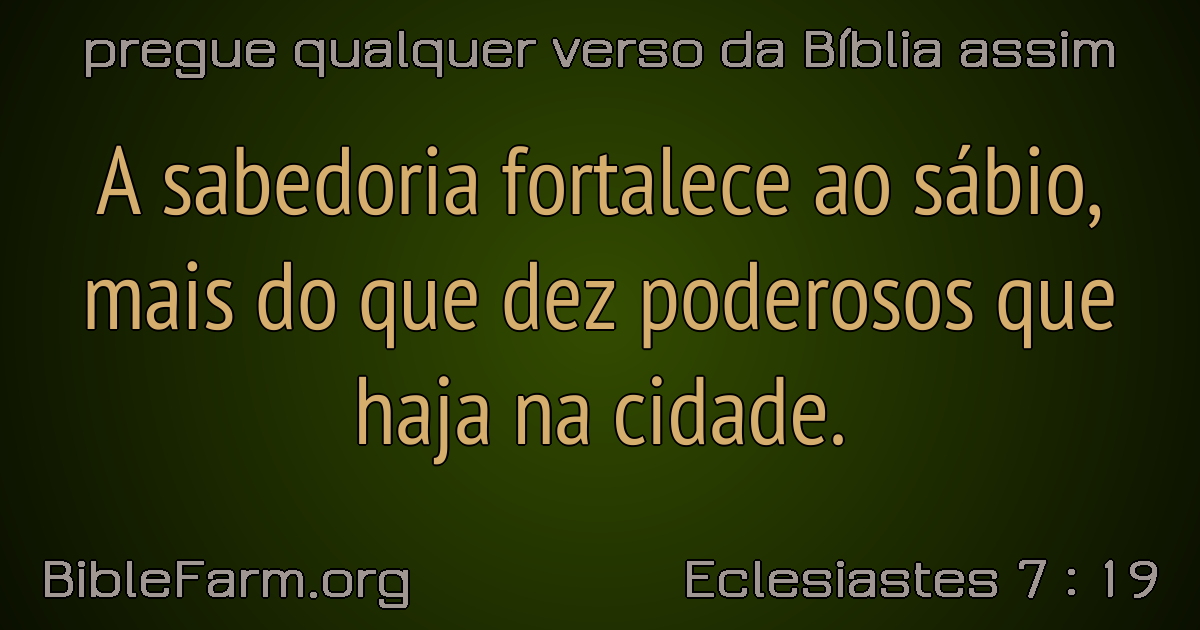 pregue qualquer verso da Bíblia assim
A sabedoria fortalece ao sábio,
mais do que dez poderosos que
haja na cidade.
BibleFarm.org
Eclesiastes 7 : 19